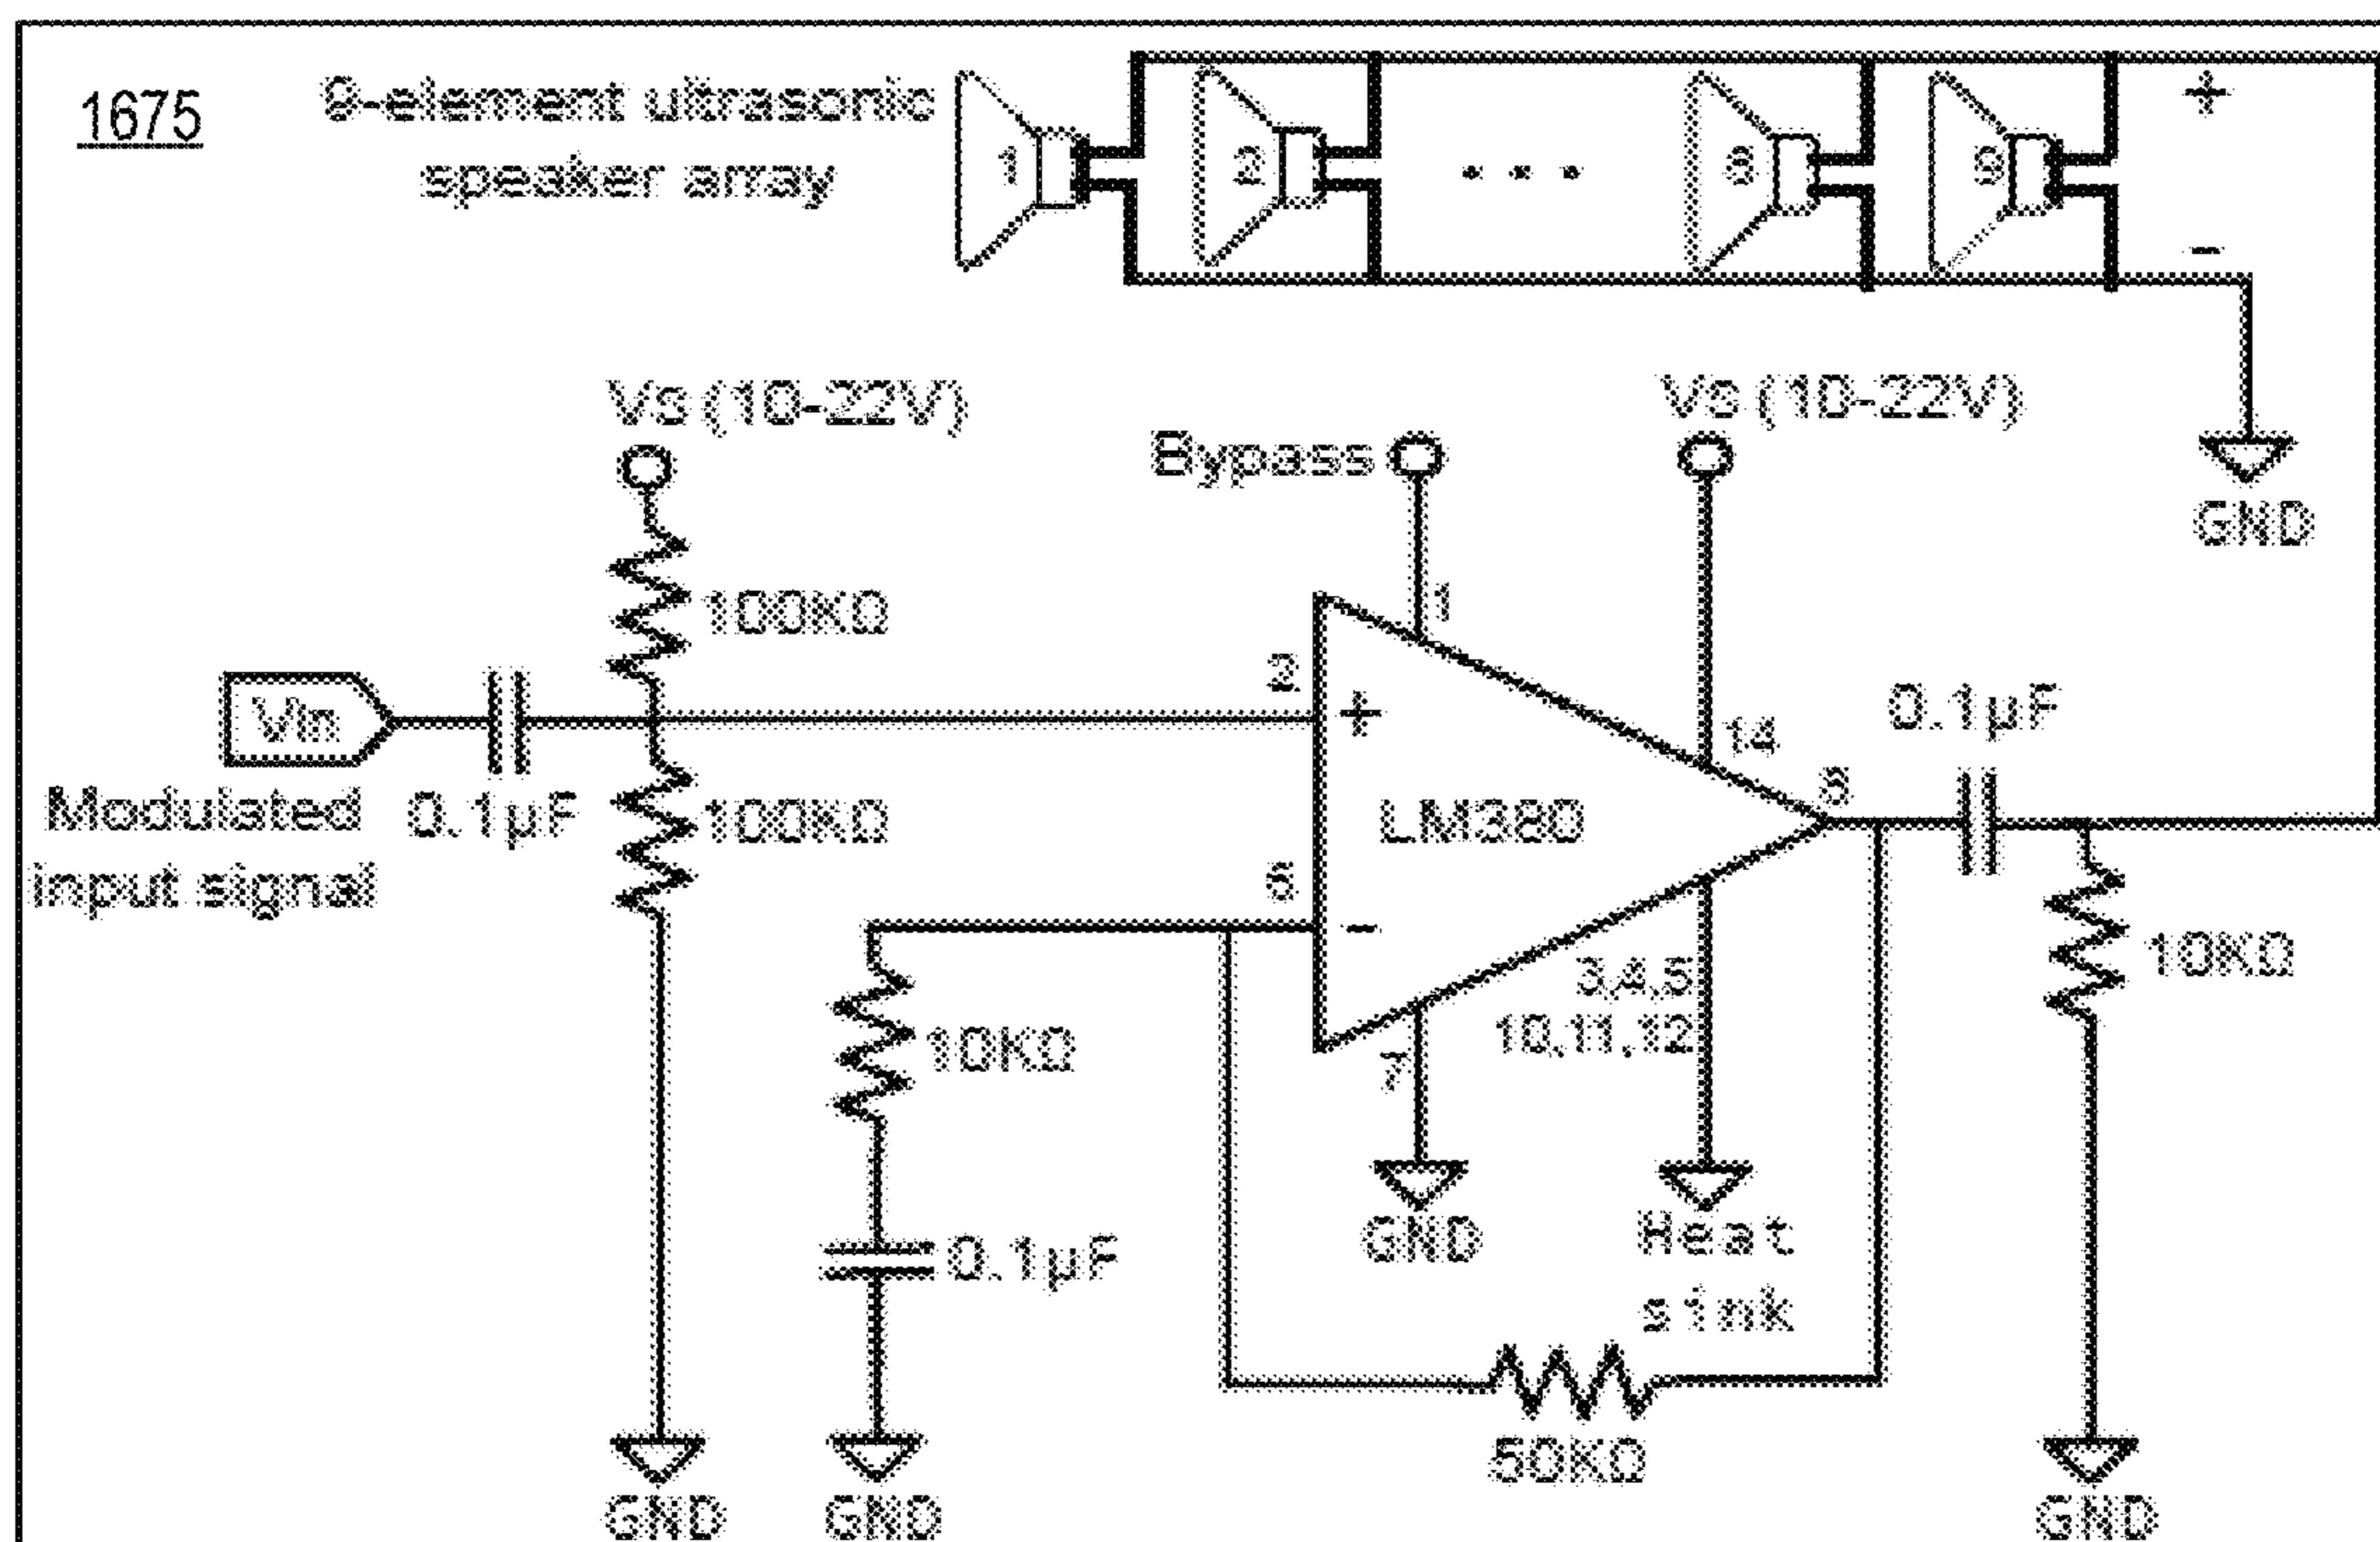 1675
9-element ultrasonic
speaker array
1
2
. . .
8
9
+
-
GND
Vs (10-22V)
Bypass
Vs (10-22V)
100KΩ
1
2
+
14
8
0.1µF
Vin
Modulated
input signal
0.1µF
100KΩ
LM380
6
-
3,4,5
10,11,12
7
10KΩ
10KΩ
GND
Heat
sink
0.1µF
50KΩ
GND
GND
GND